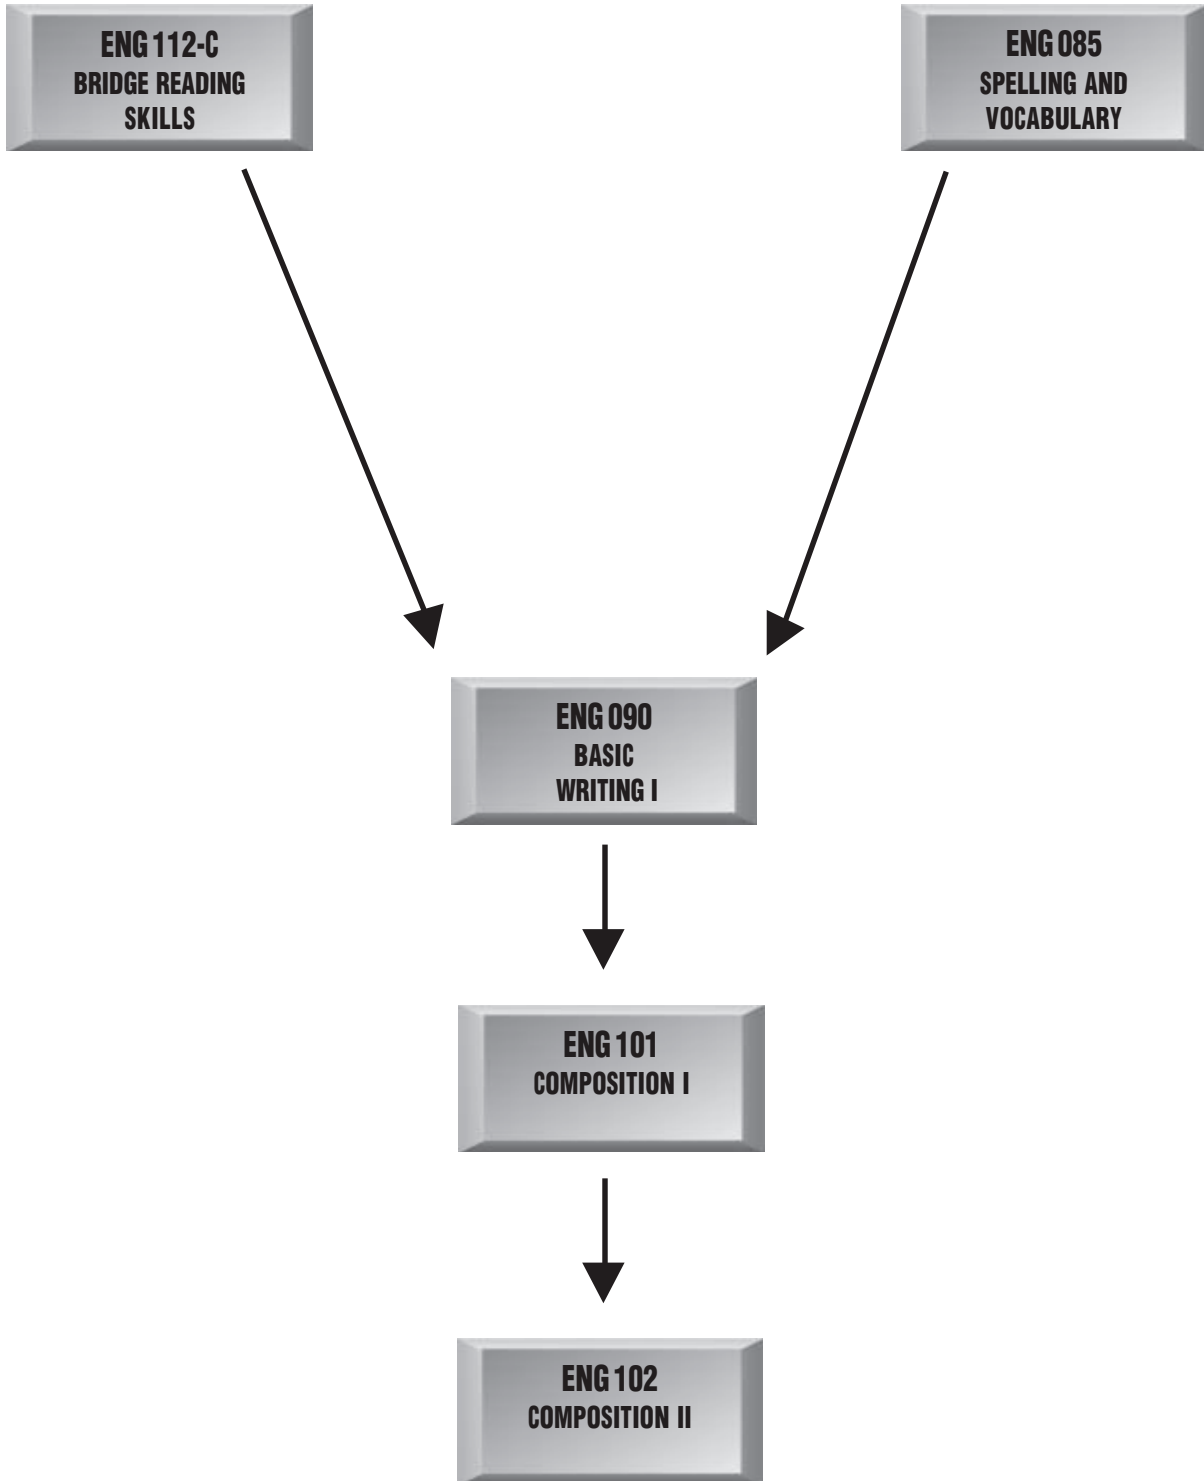 ENG 112-C
BRIDGE READING
SKILLS
ENG 085
SPELLING AND
VOCABULARY
ENG 090
BASIC
WRITING I
ENG 101
COMPOSITION I
ENG 102
COMPOSITION II